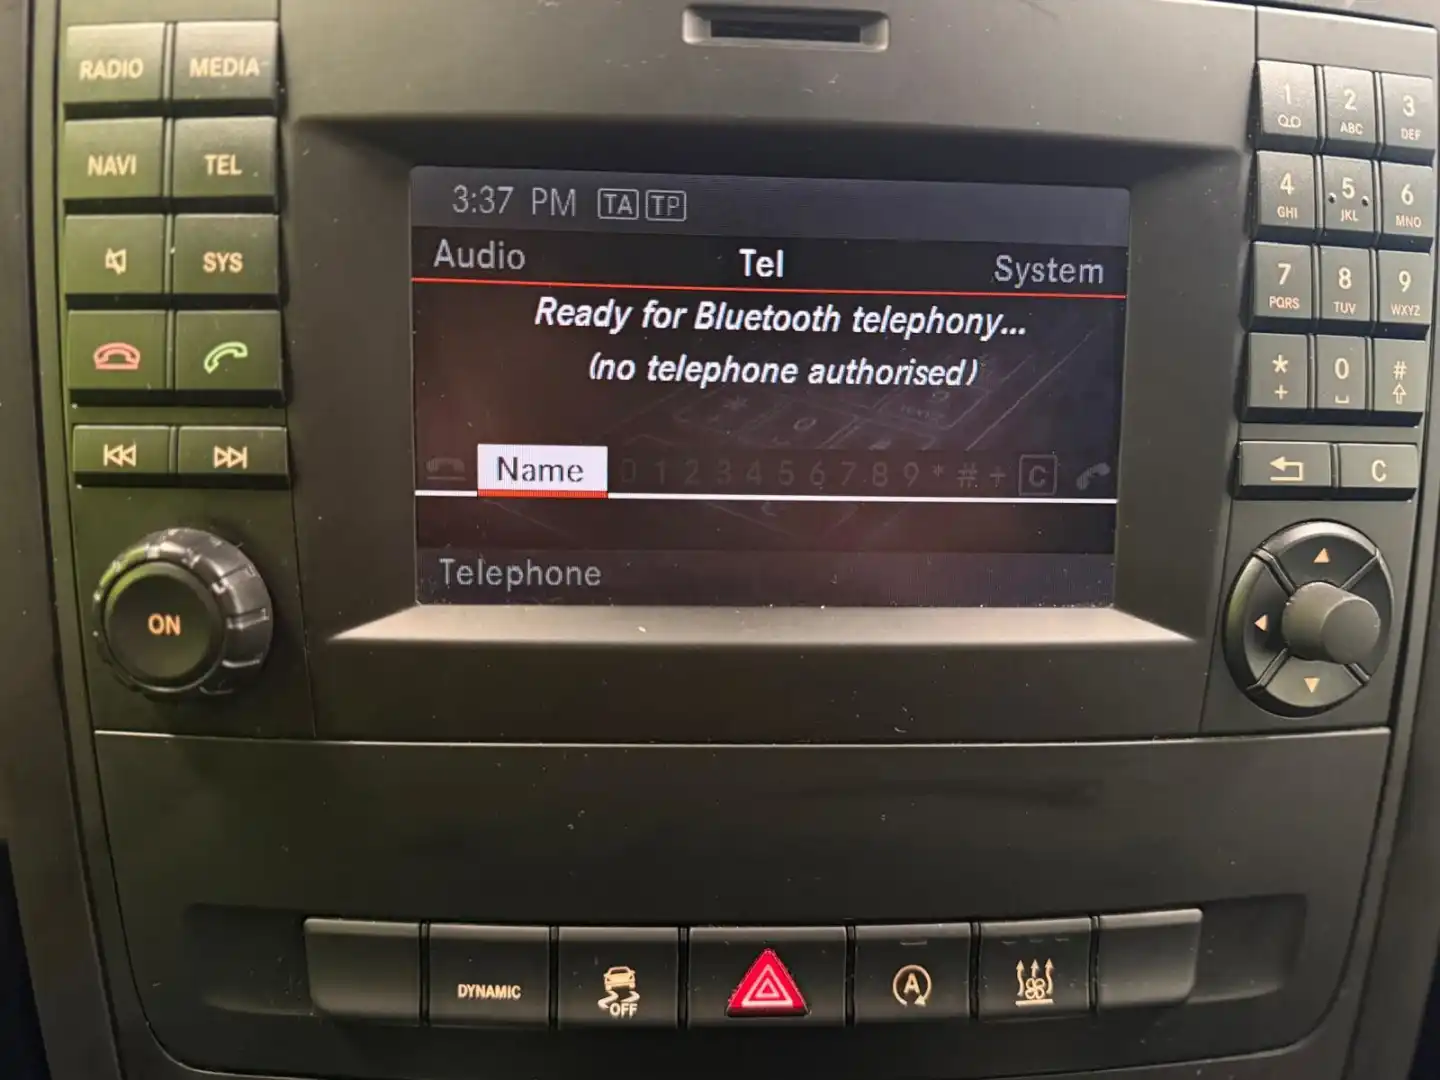 RADIO MEDIA
NAVI TEL
SYS
ON
3:37 PM TA TP
Audio Tel System
Ready for Bluetooth telephony...
(no telephone authorised)
Name 0 1 2 3 4 5 6 7 8 9 * # + C
Telephone
1 2 ABC 3 DEF
4 GHI 5 JKL 6 MNO
7 PQRS 8 TUV 9 WXYZ
* + 0 #
C
DYNAMIC OFF A